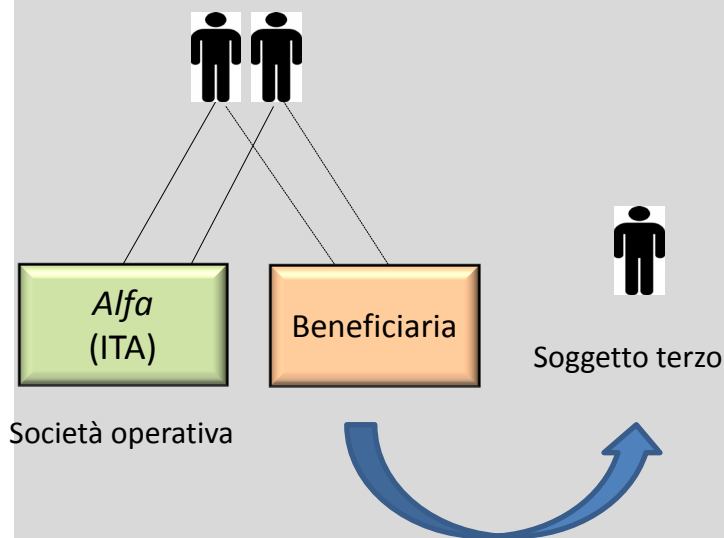 Alfa
(ITA)
Beneficiaria
Soggetto terzo
Società operativa